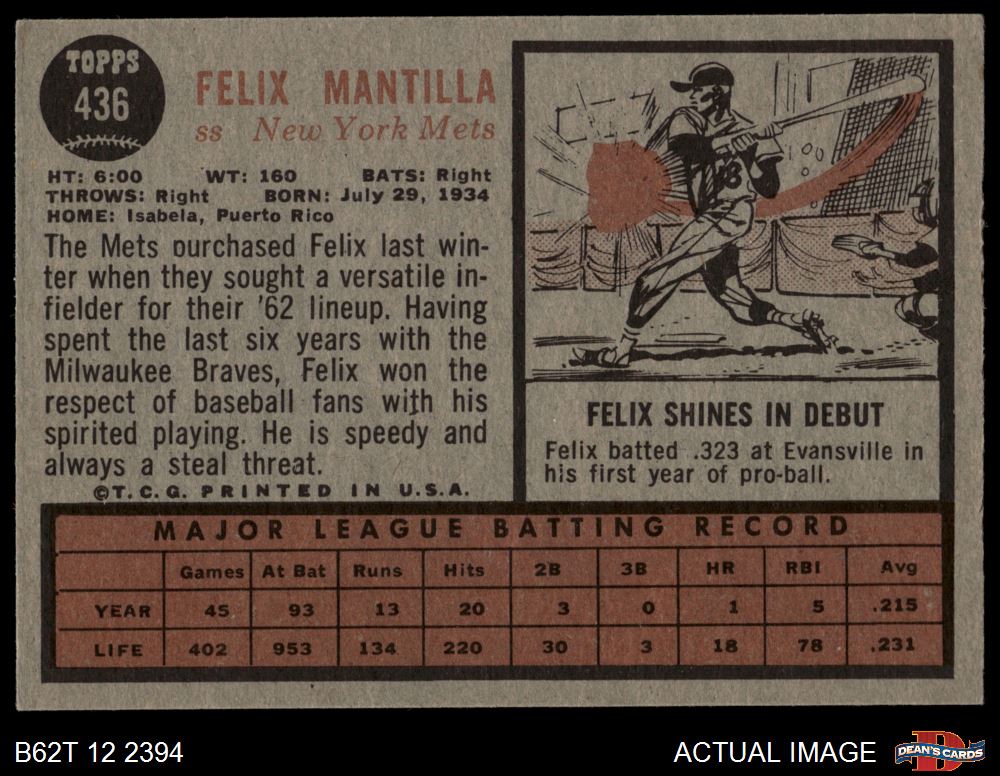 TOPPS
436
FELIX MANTILLA
ss New York Mets
HT: 6:00 WT: 160 BATS: Right
THROWS: Right BORN: July 29, 1934
HOME: Isabela, Puerto Rico
The Mets ourchased Felix last win-
ter when they sought a versatile in-
fielder for their '62 lineup. Having
spent the last six years with the
Milwaukee Braves, Felix won the
respect of baseball fans with his
spirited playing. He is speedy and
always a steal threat.
©T.C.G. PRINTED IN U.S.A.
13
FELIX SHINES IN DEBUT
Felix batted .323 at Evansville in
his first year of pro-ball.
MAJOR LEAGUE BATTING RECORD
Games At Bat Runs Hits 2B 3B HR RBI Avg
YEAR 45 93 13 20 3 0 1 5 .215
LIFE 402 953 134 220 30 3 18 78 .231
B62T 12 2394
ACTUAL IMAGE
D
DEAN'S CARDS